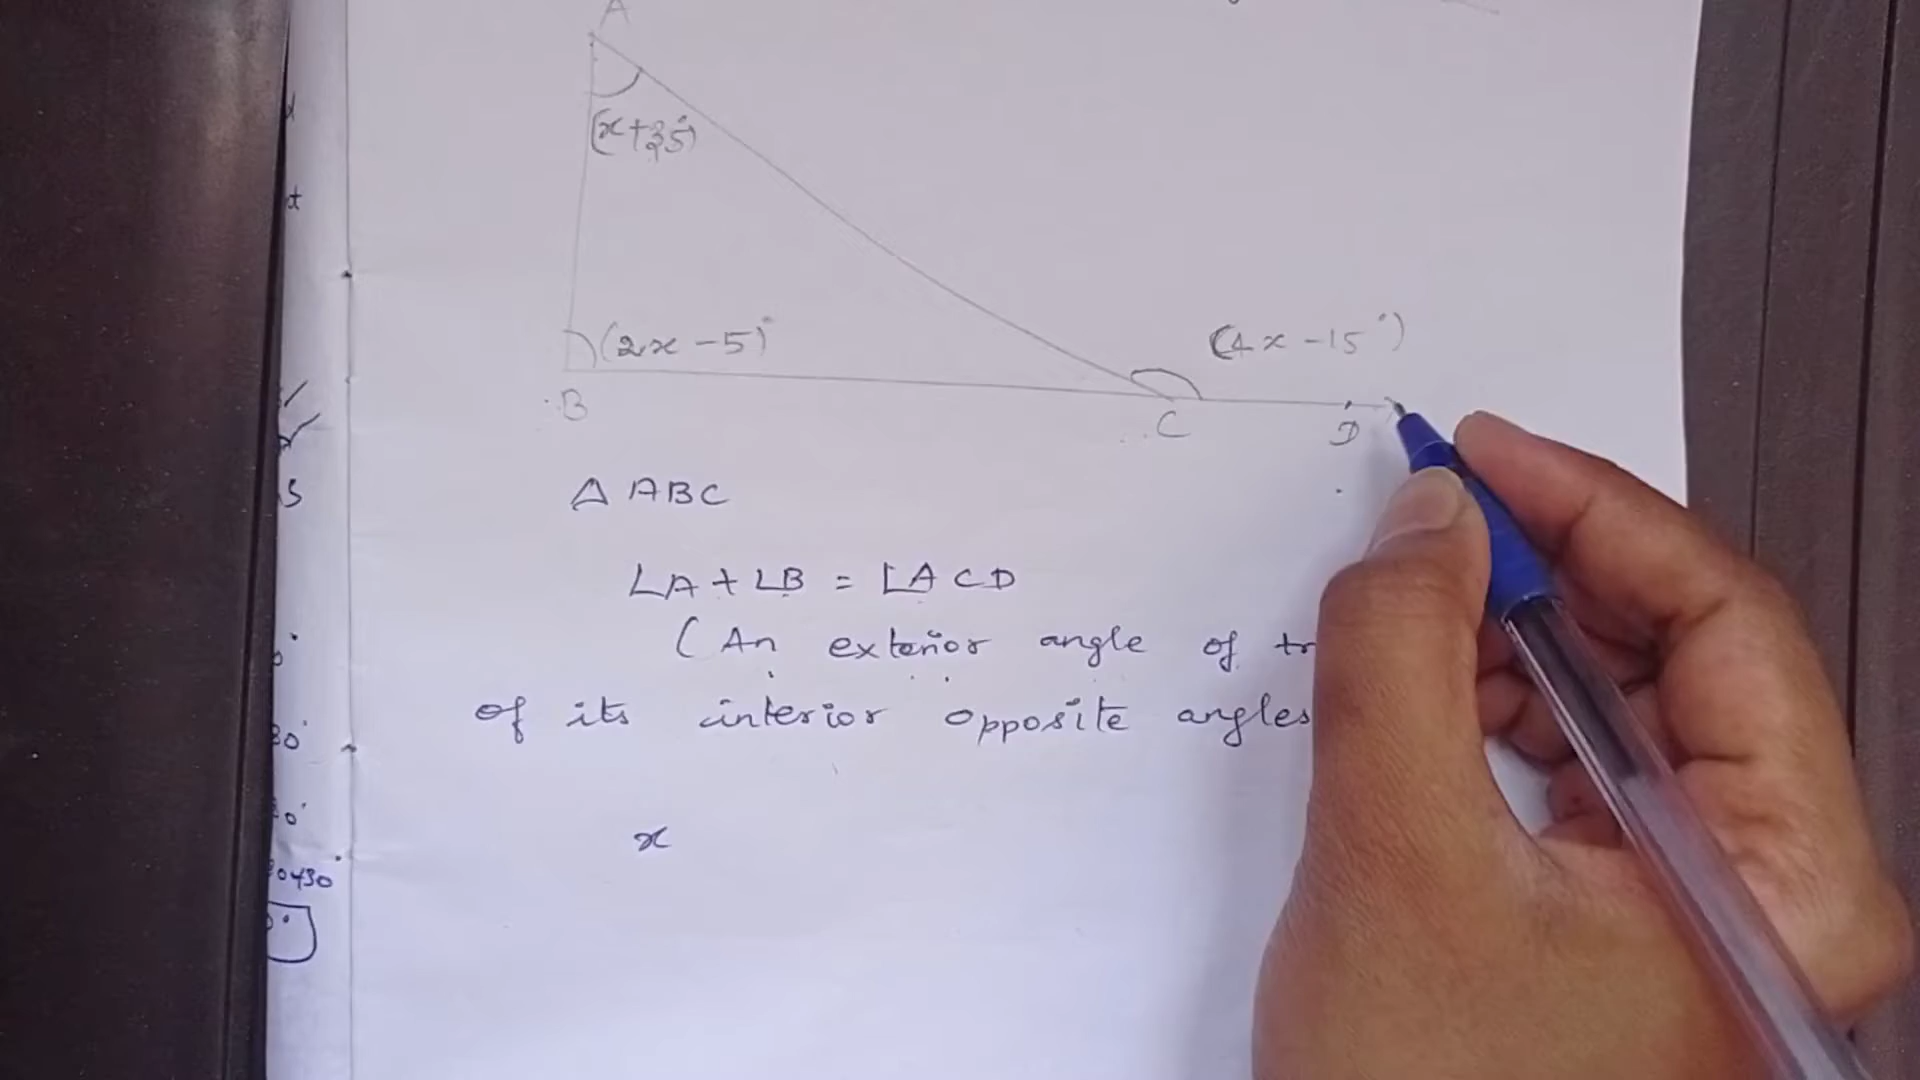 A
(x+35°)
(2x-5)°
(4x-15°)
B
C
D
△ ABC
∠A+∠B = ∠ACD
(An exterior angle of
of its interior opposite angles
x